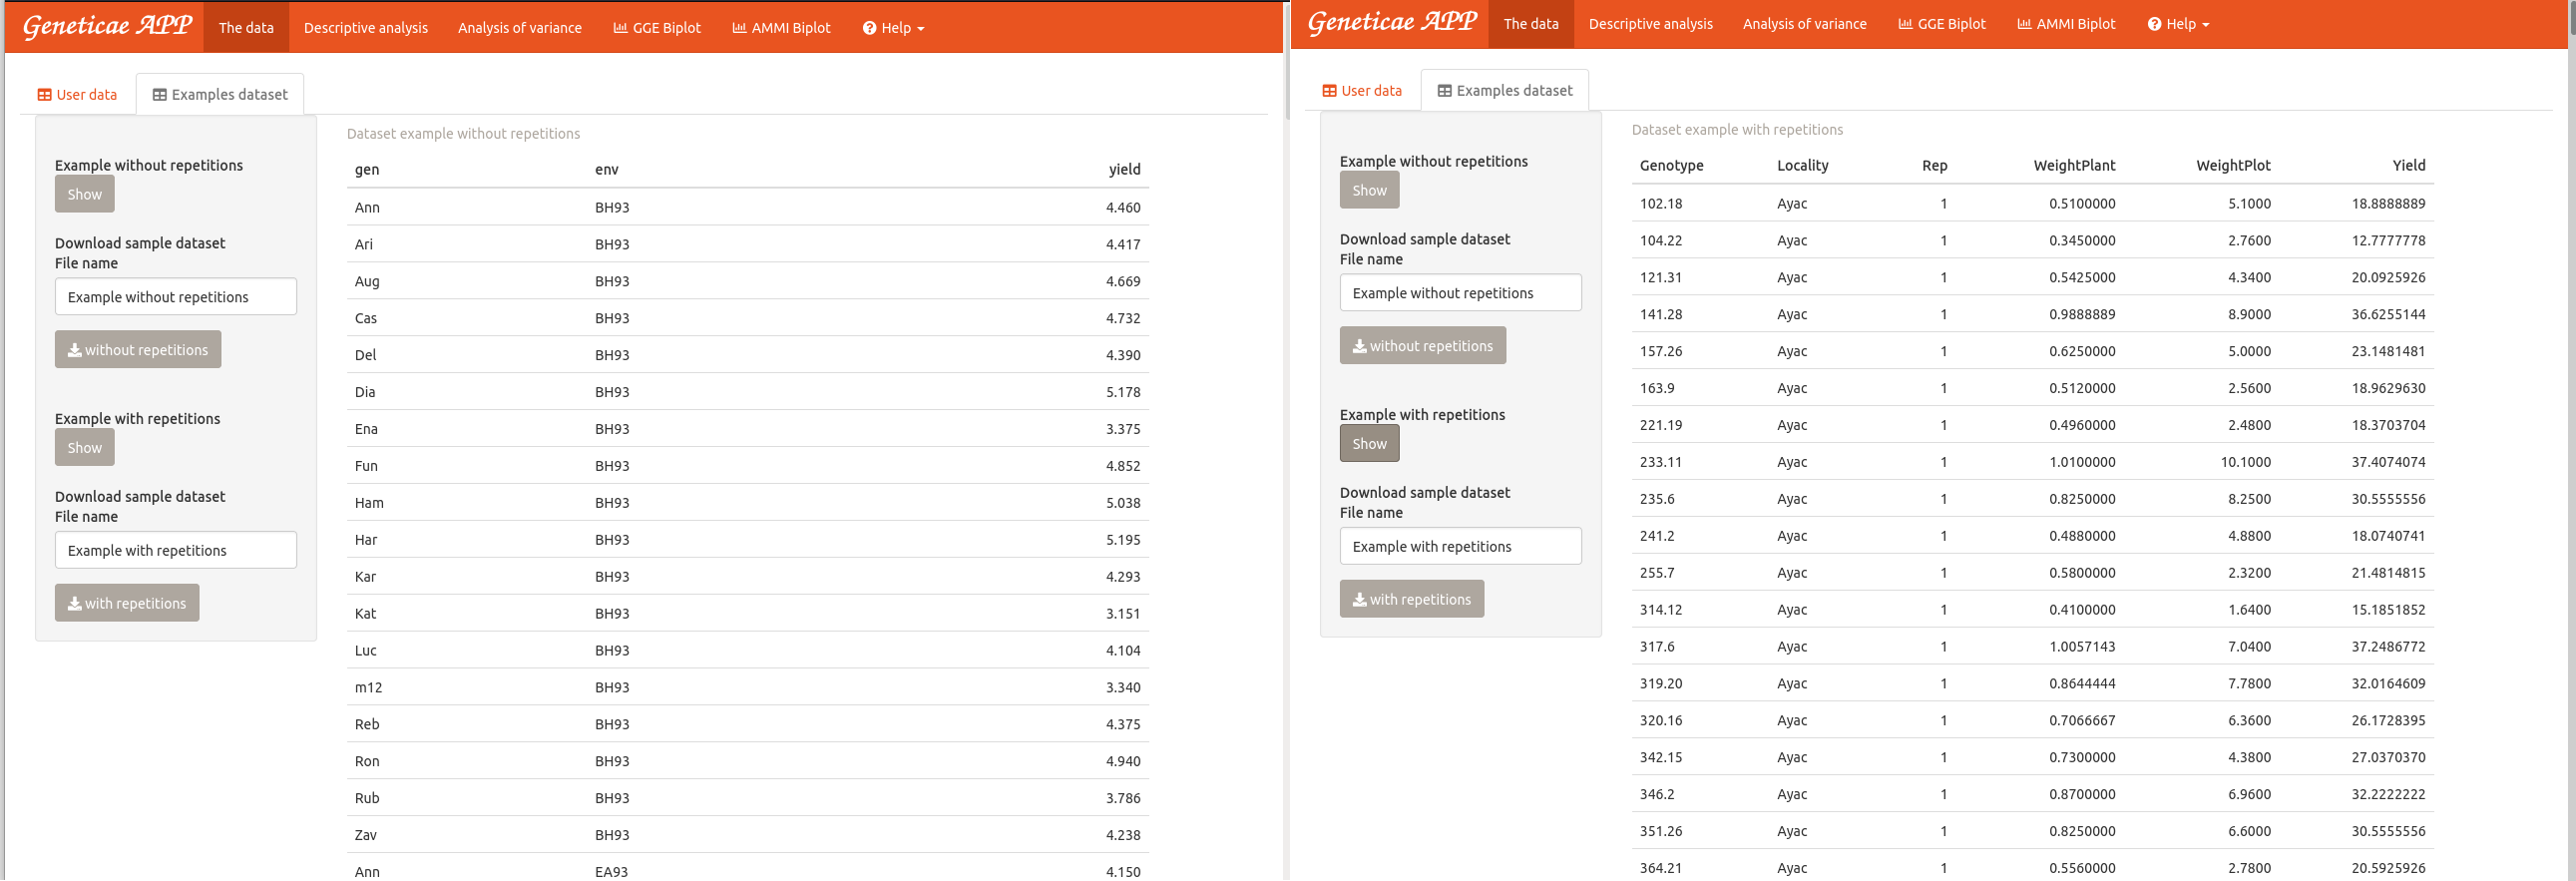 Geneticae APP The data Descriptive analysis Analysis of variance GGE Biplot AMMI Biplot Help
User data Examples dataset
Example without repetitions
Show
Download sample dataset
File name
Example without repetitions
without repetitions
Example with repetitions
Show
Download sample dataset
File name
Example with repetitions
with repetitions
Dataset example without repetitions
gen env yield
Ann BH93 4.460
Ari BH93 4.417
Aug BH93 4.669
Cas BH93 4.732
Del BH93 4.390
Dia BH93 5.178
Ena BH93 3.375
Fun BH93 4.852
Ham BH93 5.038
Har BH93 5.195
Kar BH93 4.293
Kat BH93 3.151
Luc BH93 4.104
m12 BH93 3.340
Reb BH93 4.375
Ron BH93 4.940
Rub BH93 3.786
Zav BH93 4.238
Ann EA93 4.150
Geneticae APP The data Descriptive analysis Analysis of variance GGE Biplot AMMI Biplot Help
User data Examples dataset
Example without repetitions
Show
Download sample dataset
File name
Example without repetitions
without repetitions
Example with repetitions
Show
Download sample dataset
File name
Example with repetitions
with repetitions
Dataset example with repetitions
Genotype Locality Rep WeightPlant WeightPlot Yield
102.18 Ayac 1 0.5100000 5.1000 18.8888889
104.22 Ayac 1 0.3450000 2.7600 12.7777778
121.31 Ayac 1 0.5425000 4.3400 20.0925926
141.28 Ayac 1 0.9888889 8.9000 36.6255144
157.26 Ayac 1 0.6250000 5.0000 23.1481481
163.9 Ayac 1 0.5120000 2.5600 18.9629630
221.19 Ayac 1 0.4960000 2.4800 18.3703704
233.11 Ayac 1 1.0100000 10.1000 37.4074074
235.6 Ayac 1 0.8250000 8.2500 30.5555556
241.2 Ayac 1 0.4880000 4.8800 18.0740741
255.7 Ayac 1 0.5800000 2.3200 21.4814815
314.12 Ayac 1 0.4100000 1.6400 15.1851852
317.6 Ayac 1 1.0057143 7.0400 37.2486772
319.20 Ayac 1 0.8644444 7.7800 32.0164609
320.16 Ayac 1 0.7066667 6.3600 26.1728395
342.15 Ayac 1 0.7300000 4.3800 27.0370370
346.2 Ayac 1 0.8700000 6.9600 32.2222222
351.26 Ayac 1 0.8250000 6.6000 30.5555556
364.21 Ayac 1 0.5560000 2.7800 20.5925926